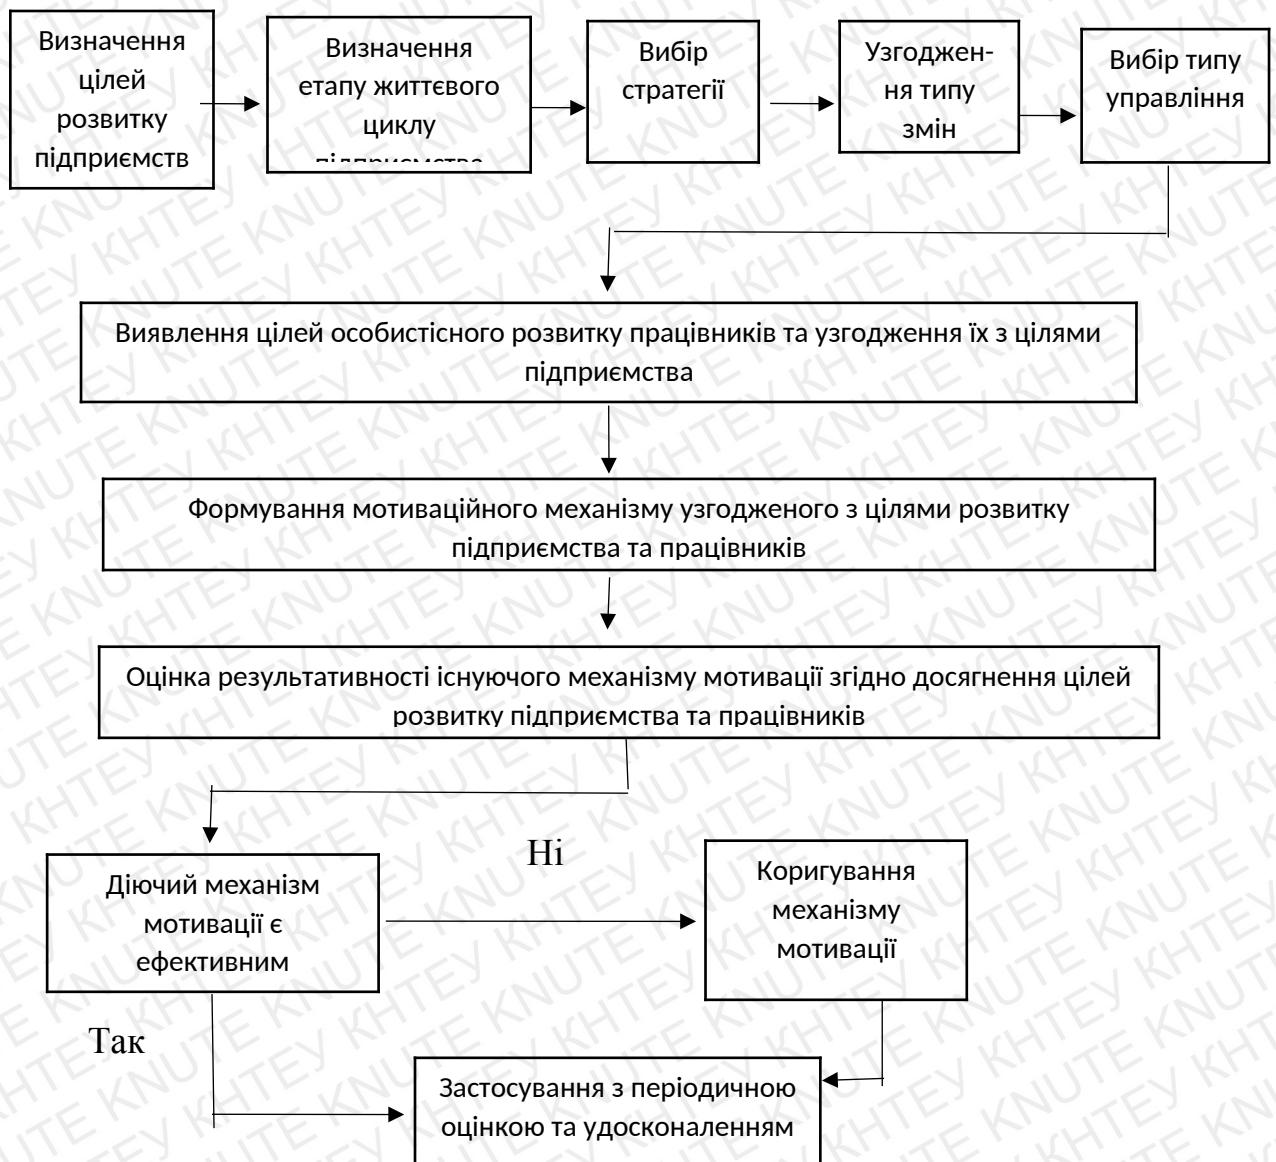 Визначення
цілей
розвитку
підприємств
Визначення
етапу життєвого
циклу
підприємства
Вибір
стратегії
Узгоджен-
ня типу
змін
Вибір типу
управління
Виявлення цілей особистісного розвитку працівників та узгодження їх з цілями
підприємства
Формування мотиваційного механізму узгодженого з цілями розвитку
підприємства та працівників
Оцінка результативності існуючого механізму мотивації згідно досягнення цілей
розвитку підприємства та працівників
Діючий механізм
мотивації є
ефективним
Ні
Коригування
механізму
мотивації
Так
Застосування з періодичною
оцінкою та удосконаленням